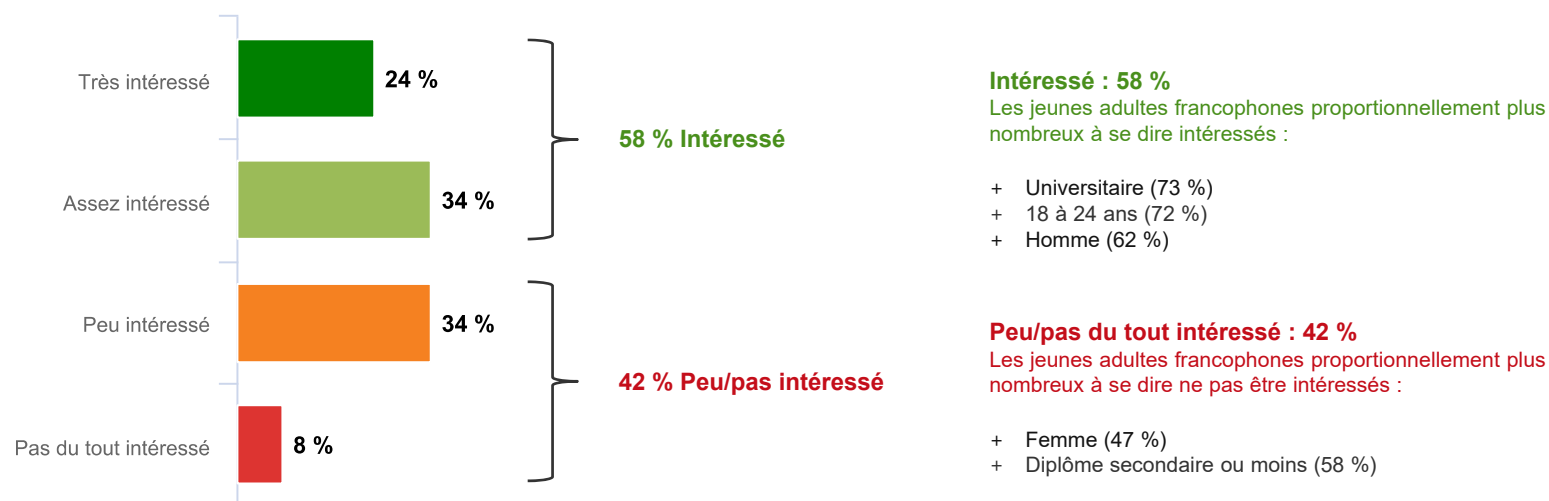 Très intéressé
24 %
Assez intéressé
34 %
58 % Intéressé
Peu intéressé
34 %
Pas du tout intéressé
8 %
42 % Peu/pas intéressé
Intéressé : 58 %
Les jeunes adultes francophones proportionnellement plus
nombreux à se dire intéressés :
+ Universitaire (73 %)
+ 18 à 24 ans (72 %)
+ Homme (62 %)
Peu/pas du tout intéressé : 42 %
Les jeunes adultes francophones proportionnellement plus
nombreux à se dire ne pas être intéressés :
+ Femme (47 %)
+ Diplôme secondaire ou moins (58 %)